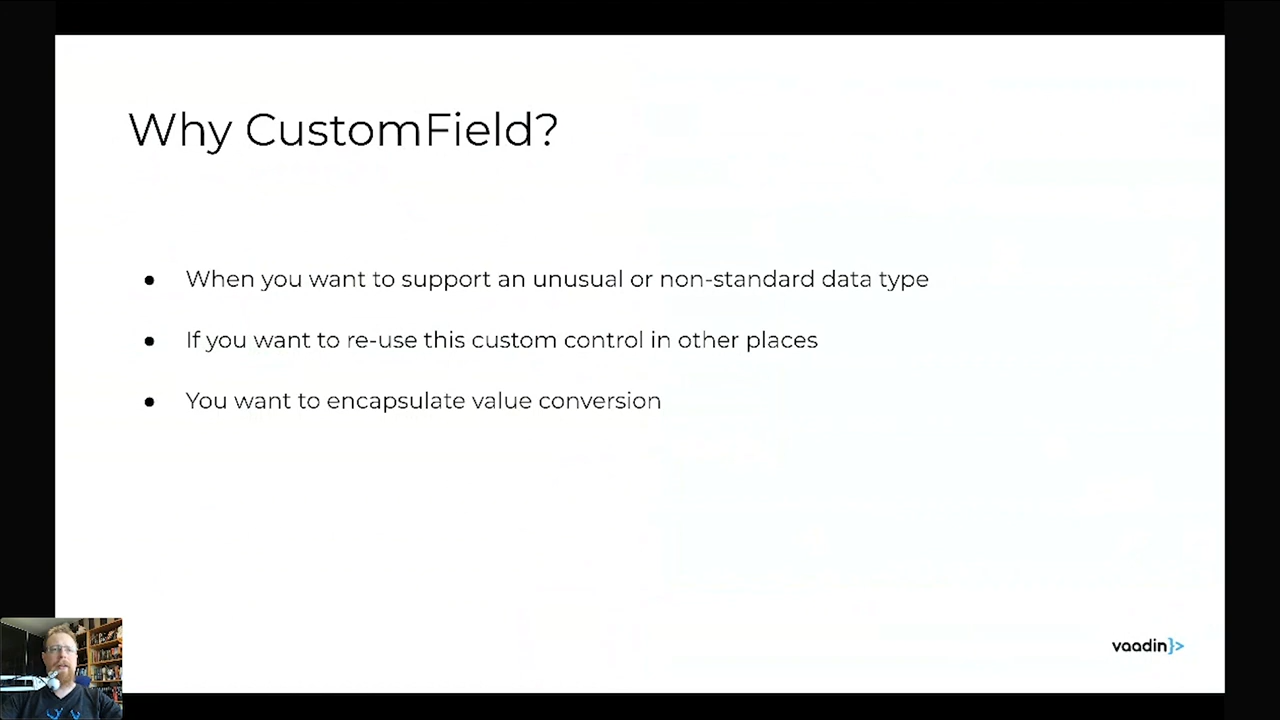 Why CustomField?
● When you want to support an unusual or non-standard data type
● If you want to re-use this custom control in other places
● You want to encapsulate value conversion
vaadin}>